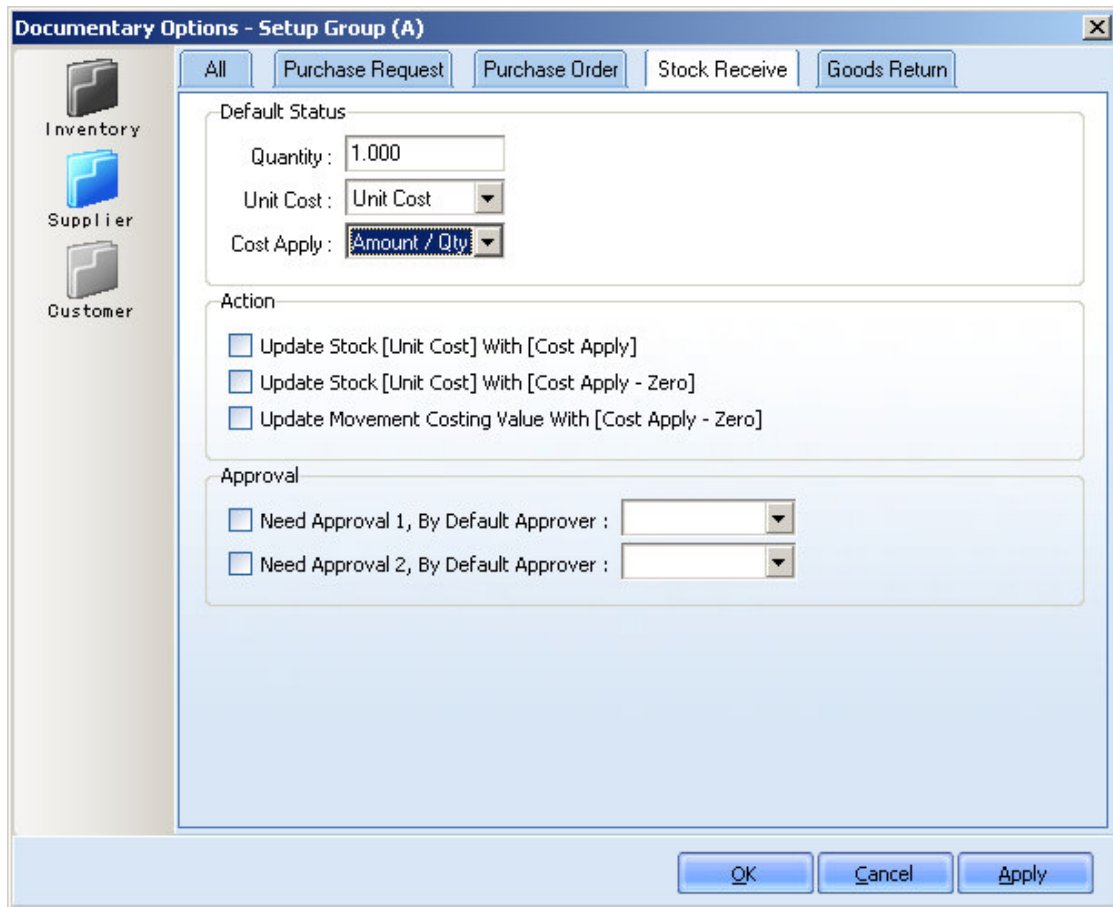 Documentary Options - Setup Group (A)
Inventory
Supplier
Customer
All Purchase Request Purchase Order Stock Receive Goods Return
Default Status
Quantity : 1.000
Unit Cost : Unit Cost
Cost Apply : Amount / Qty
Action
Update Stock [Unit Cost] With [Cost Apply]
Update Stock [Unit Cost] With [Cost Apply - Zero]
Update Movement Costing Value With [Cost Apply - Zero]
Approval
Need Approval 1, By Default Approver :
Need Approval 2, By Default Approver :
OK Cancel Apply